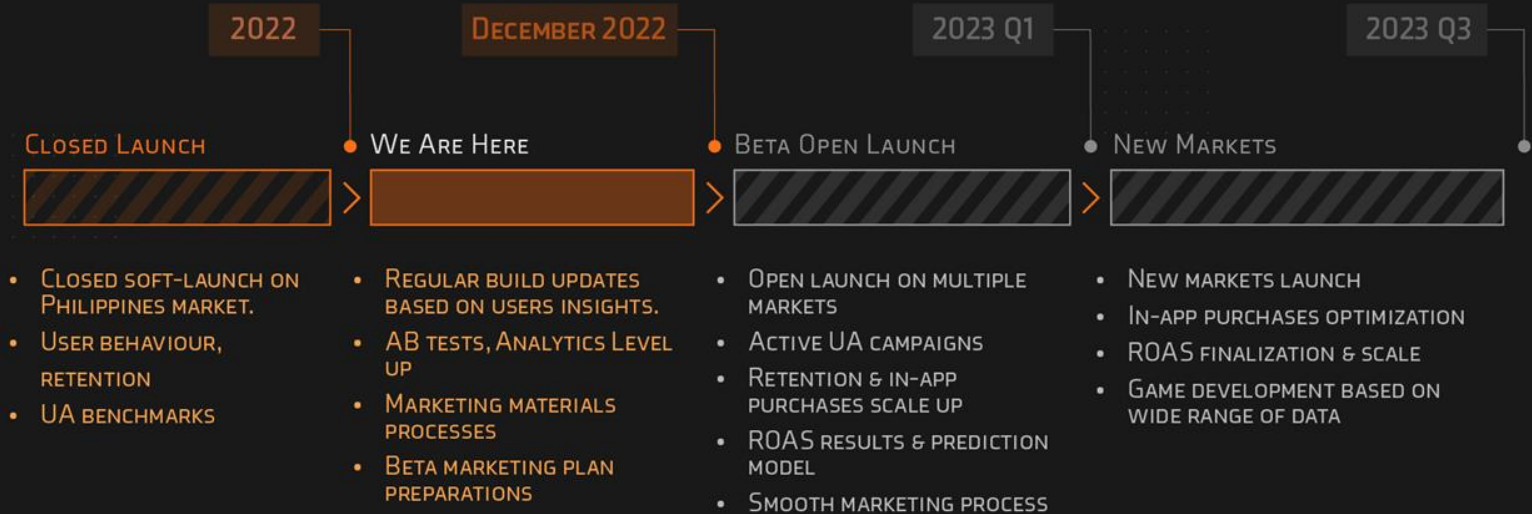 2022
December 2022
2023 Q1
2023 Q3
Closed Launch
We Are Here
Beta Open Launch
New Markets
• Closed soft-launch on
Philippines market.
• User behaviour,
retention
• UA benchmarks
• Regular build updates
based on users insights.
• AB tests, Analytics Level
up
• Marketing materials
processes
• Beta marketing plan
preparations
• Open launch on multiple
markets
• Active UA campaigns
• Retention & in-app
purchases scale up
• ROAS results & prediction
model
• Smooth marketing process
• New markets launch
• In-app purchases optimization
• ROAS finalization & scale
• Game development based on
wide range of data